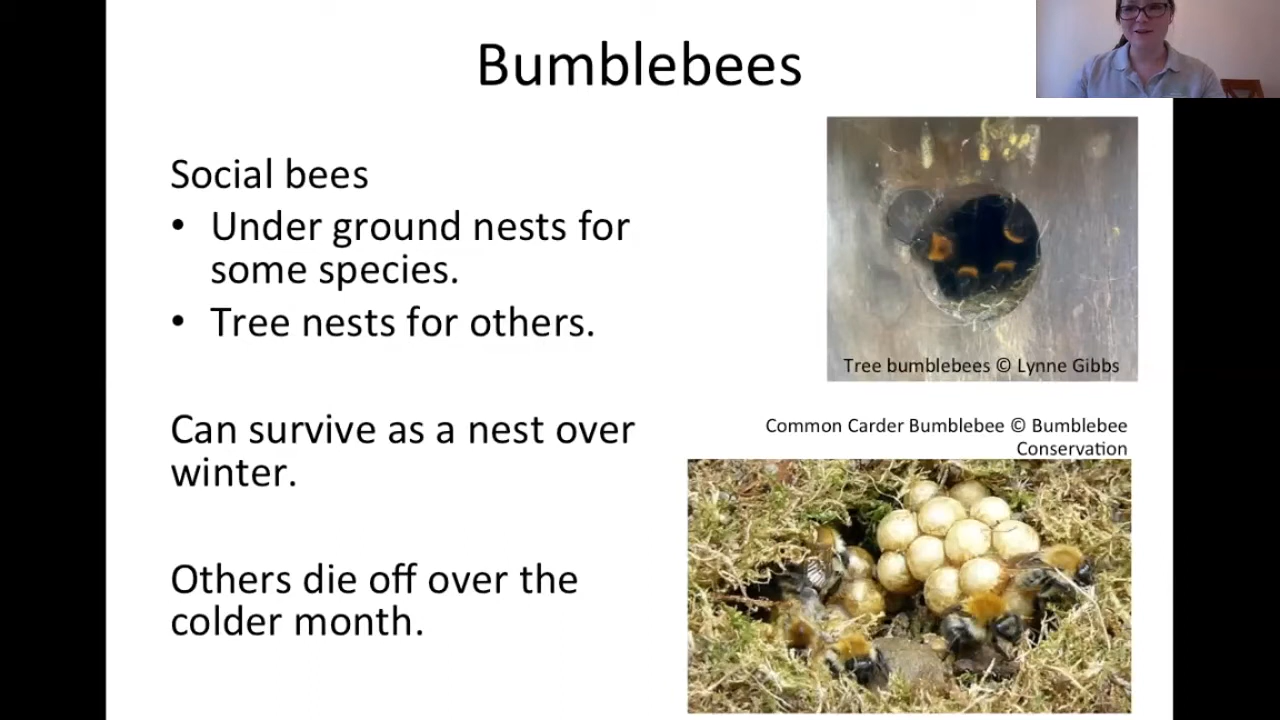 Bumblebees
Social bees
• Under ground nests for
some species.
• Tree nests for others.
Can survive as a nest over
winter.
Others die off over the
colder month.
Tree bumblebees © Lynne Gibbs
Common Carder Bumblebee © Bumblebee
Conservation